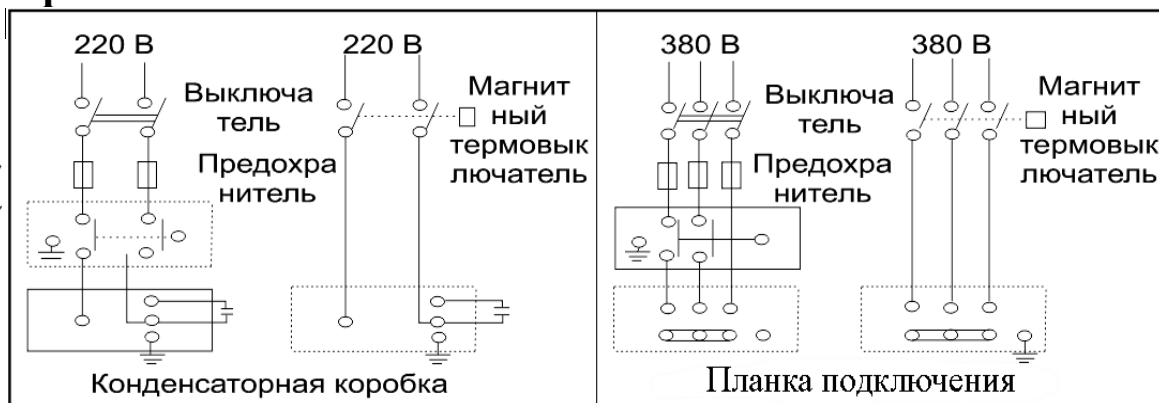 220 В
220 В
Выключа
тель
Предохра
нитель
Магнит
ный
термовык
лючатель
Конденсаторная коробка
380 В
380 В
Выключа
тель
Предохра
нитель
Магнит
ный
термовык
лючатель
Планка подключения